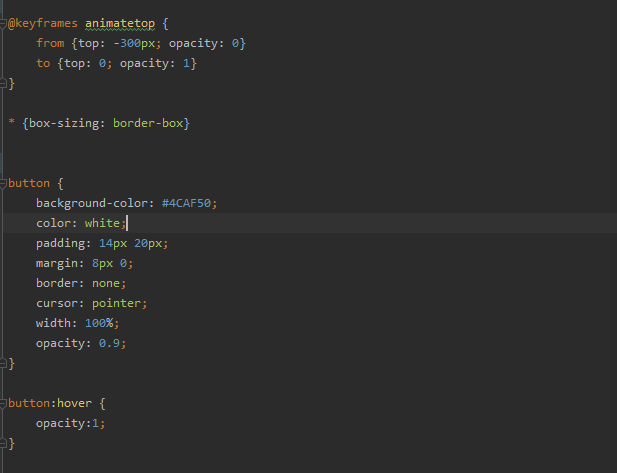 @keyframes animatetop {
from {top: -300px; opacity: 0}
to {top: 0; opacity: 1}
}
* {box-sizing: border-box}
button {
background-color: #4CAF50;
color: white;
padding: 14px 20px;
margin: 8px 0;
border: none;
cursor: pointer;
width: 100%;
opacity: 0.9;
}
button:hover {
opacity:1;
}